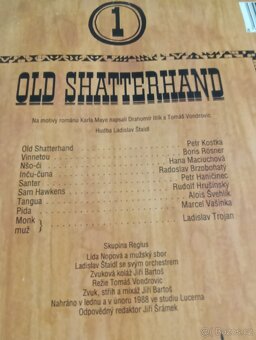 1
OLD SHATTERHAND
Na motivy románu Karla Maye napsali Drahomír Ihlík a Tomáš Vondrovic
Hudba Ladislav Štaidl
Old Shatterhand Petr Kostka
Vinnetou Boris Rösner
Nšo-či Hana Maciuchová
Inču-čuna Radoslav Brzobohatý
Santer Petr Haničinec
Sam Hawkens Rudolf Hrušínský
Tangua Alois Švehlík
Pida Marcel Vašinka
Monk
muž } Ladislav Trojan
Skupina Regius
Lída Nopová a mužský sbor
Ladislav Štaidl se svým orchestrem
Zvuková koláž Jiří Bartoš
Režie Tomáš Vondrovic
Zvuk, střih a mixáž Jiří Bartoš
Nahráno v lednu a v únoru 1988 ve studiu Lucerna
Odpovědný redaktor Jiří Šrámek